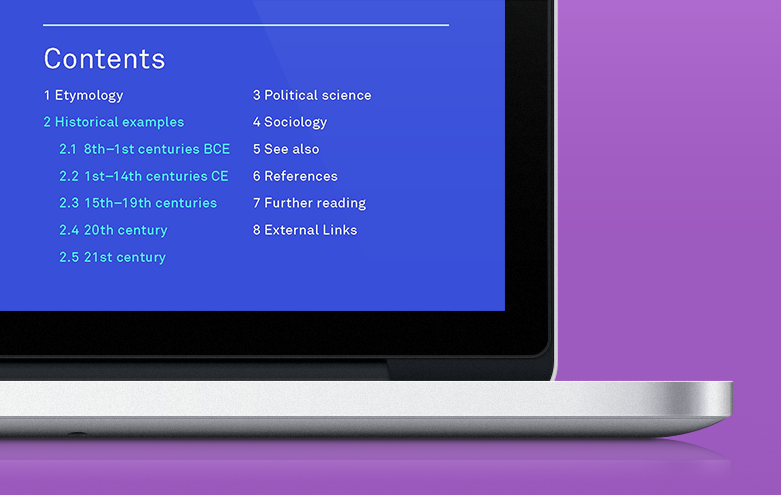 Contents
1 Etymology
2 Historical examples
2.1 8th–1st centuries BCE
2.2 1st–14th centuries CE
2.3 15th–19th centuries
2.4 20th century
2.5 21st century
3 Political science
4 Sociology
5 See also
6 References
7 Further reading
8 External Links